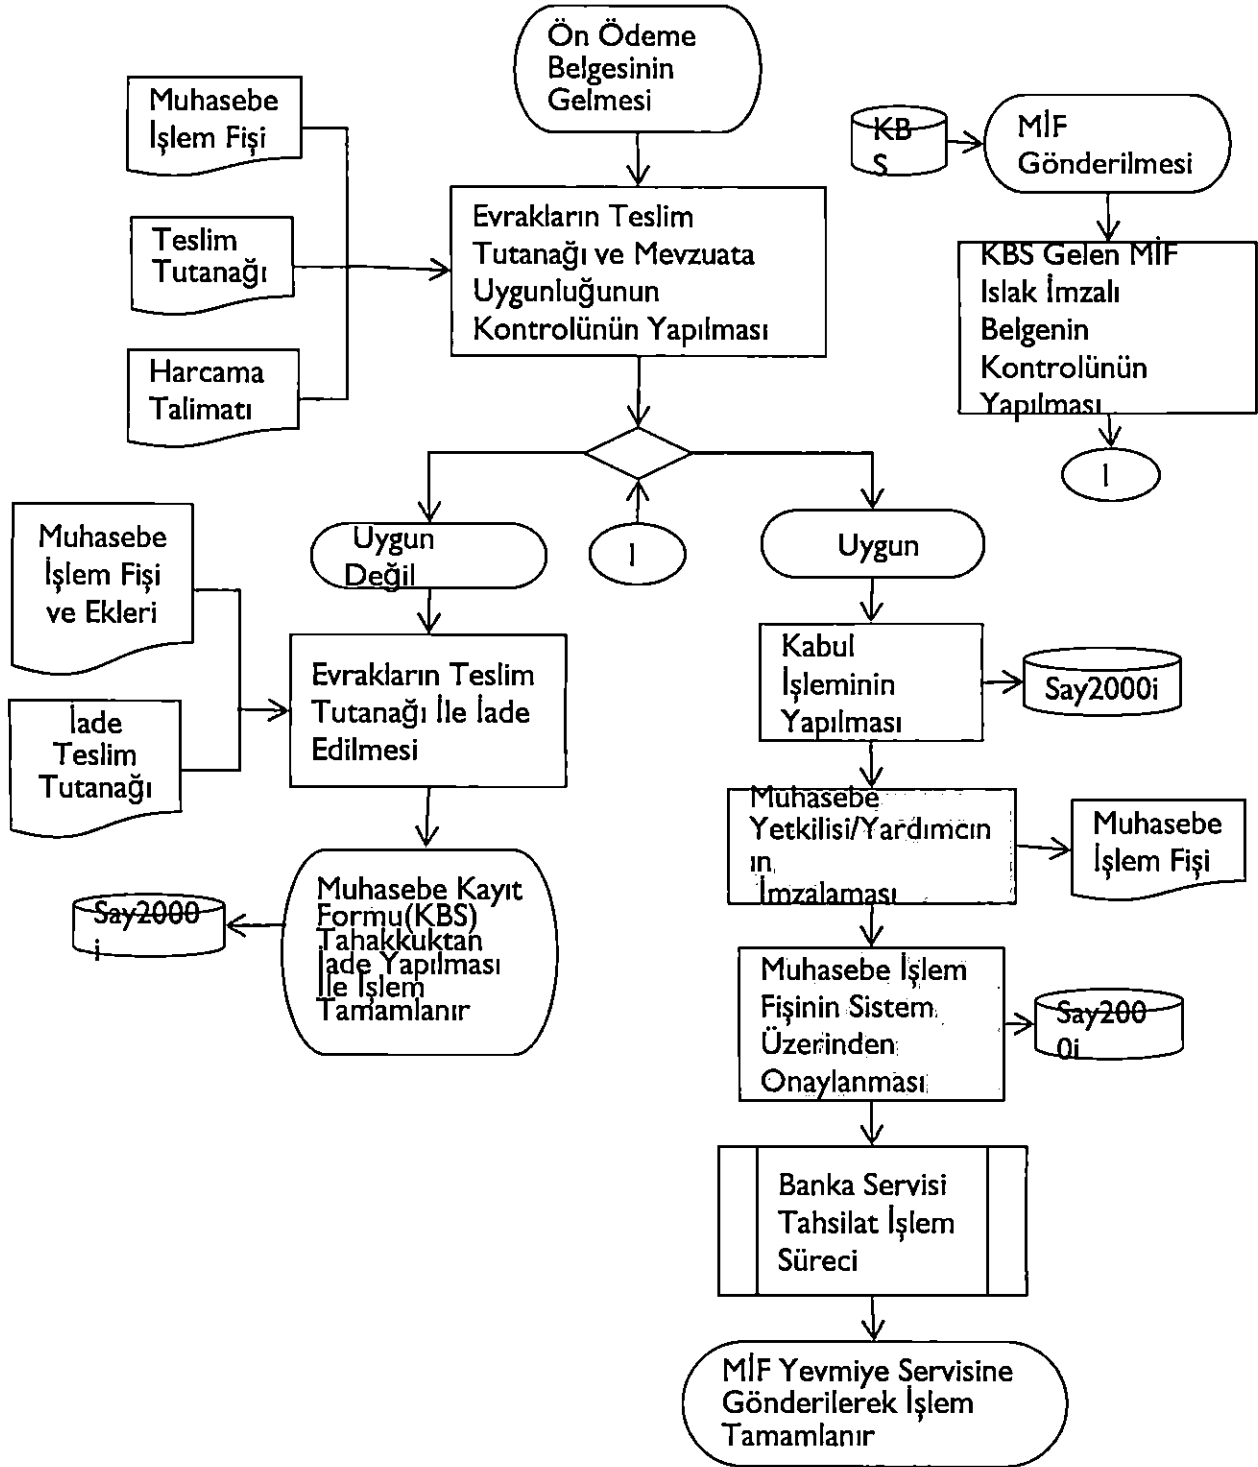 Ön Ödeme
Belgesinin
Gelmesi
Muhasebe
İşlem Fişi
KB
S
MİF
Gönderilmesi
Teslim
Tutanağı
Evrakların Teslim
Tutanağı ve Mevzuata
Uygunluğunun
Kontrolünün Yapılması
KBS Gelen MİF
Islak İmzalı
Belgenin
Kontrolünün
Yapılması
Harcama
Talimatı
1
Muhasebe
İşlem Fişi
ve Ekleri
Uygun
Değil
1
Uygun
Evrakların Teslim
Tutanağı İle İade
Edilmesi
Kabul
İşleminin
Yapılması
Say2000i
İade
Teslim
Tutanağı
Muhasebe
Yetkilisi/Yardımcın
ın
İmzalaması
Muhasebe
İşlem Fişi
Say2000
i
Muhasebe Kayıt
Formu(KBS)
Tahakkuktan
İade Yapılması
İle İşlem
Tamamlanır
Muhasebe İşlem
Fişinin Sistem
Üzerinden
Onaylanması
Say200
0i
Banka Servisi
Tahsilat İşlem
Süreci
MİF Yevmiye Servisine
Gönderilerek İşlem
Tamamlanır